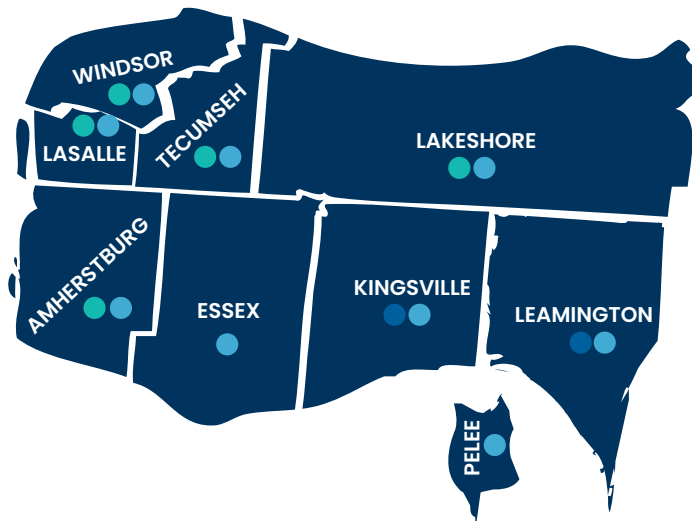 WINDSOR
TECUMSEH
LASALLE
LAKESHORE
AMHERSTBURG
ESSEX
KINGSVILLE
LEAMINGTON
PELEE